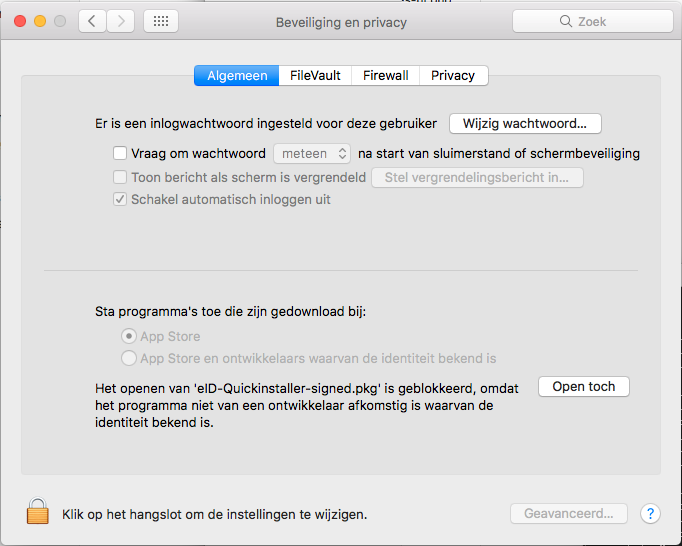 Beveiliging en privacy
Zoek
Algemeen FileVault Firewall Privacy
Er is een inlogwachtwoord ingesteld voor deze gebruiker Wijzig wachtwoord...
Vraag om wachtwoord meteen na start van sluimerstand of schermbeveiliging
Toon bericht als scherm is vergrendeld Stel vergrendelingsbericht in...
Schakel automatisch inloggen uit
Sta programma's toe die zijn gedownload bij:
App Store
App Store en ontwikkelaars waarvan de identiteit bekend is
Het openen van 'eID-Quickinstaller-signed.pkg' is geblokkeerd, omdat Open toch
het programma niet van een ontwikkelaar afkomstig is waarvan de
identiteit bekend is.
Klik op het hangslot om de instellingen te wijzigen. Geavanceerd... ?